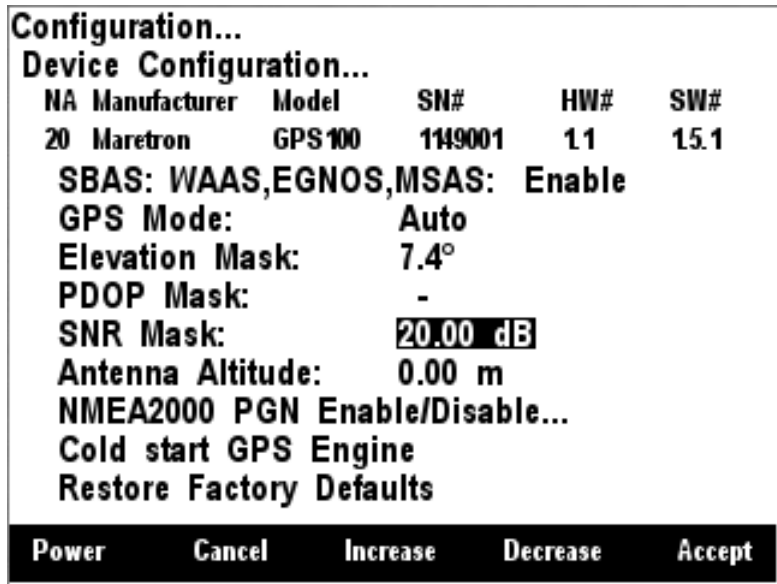 Configuration...
Device Configuration...
NA Manufacturer Model SN# HW# SW#
20 Maretron GPS100 1149001 1.1 1.5.1
SBAS: WAAS,EGNOS,MSAS: Enable
GPS Mode: Auto
Elevation Mask: 7.4°
PDOP Mask: -
SNR Mask: 20.00 dB
Antenna Altitude: 0.00 m
NMEA2000 PGN Enable/Disable...
Cold start GPS Engine
Restore Factory Defaults
Power Cancel Increase Decrease Accept